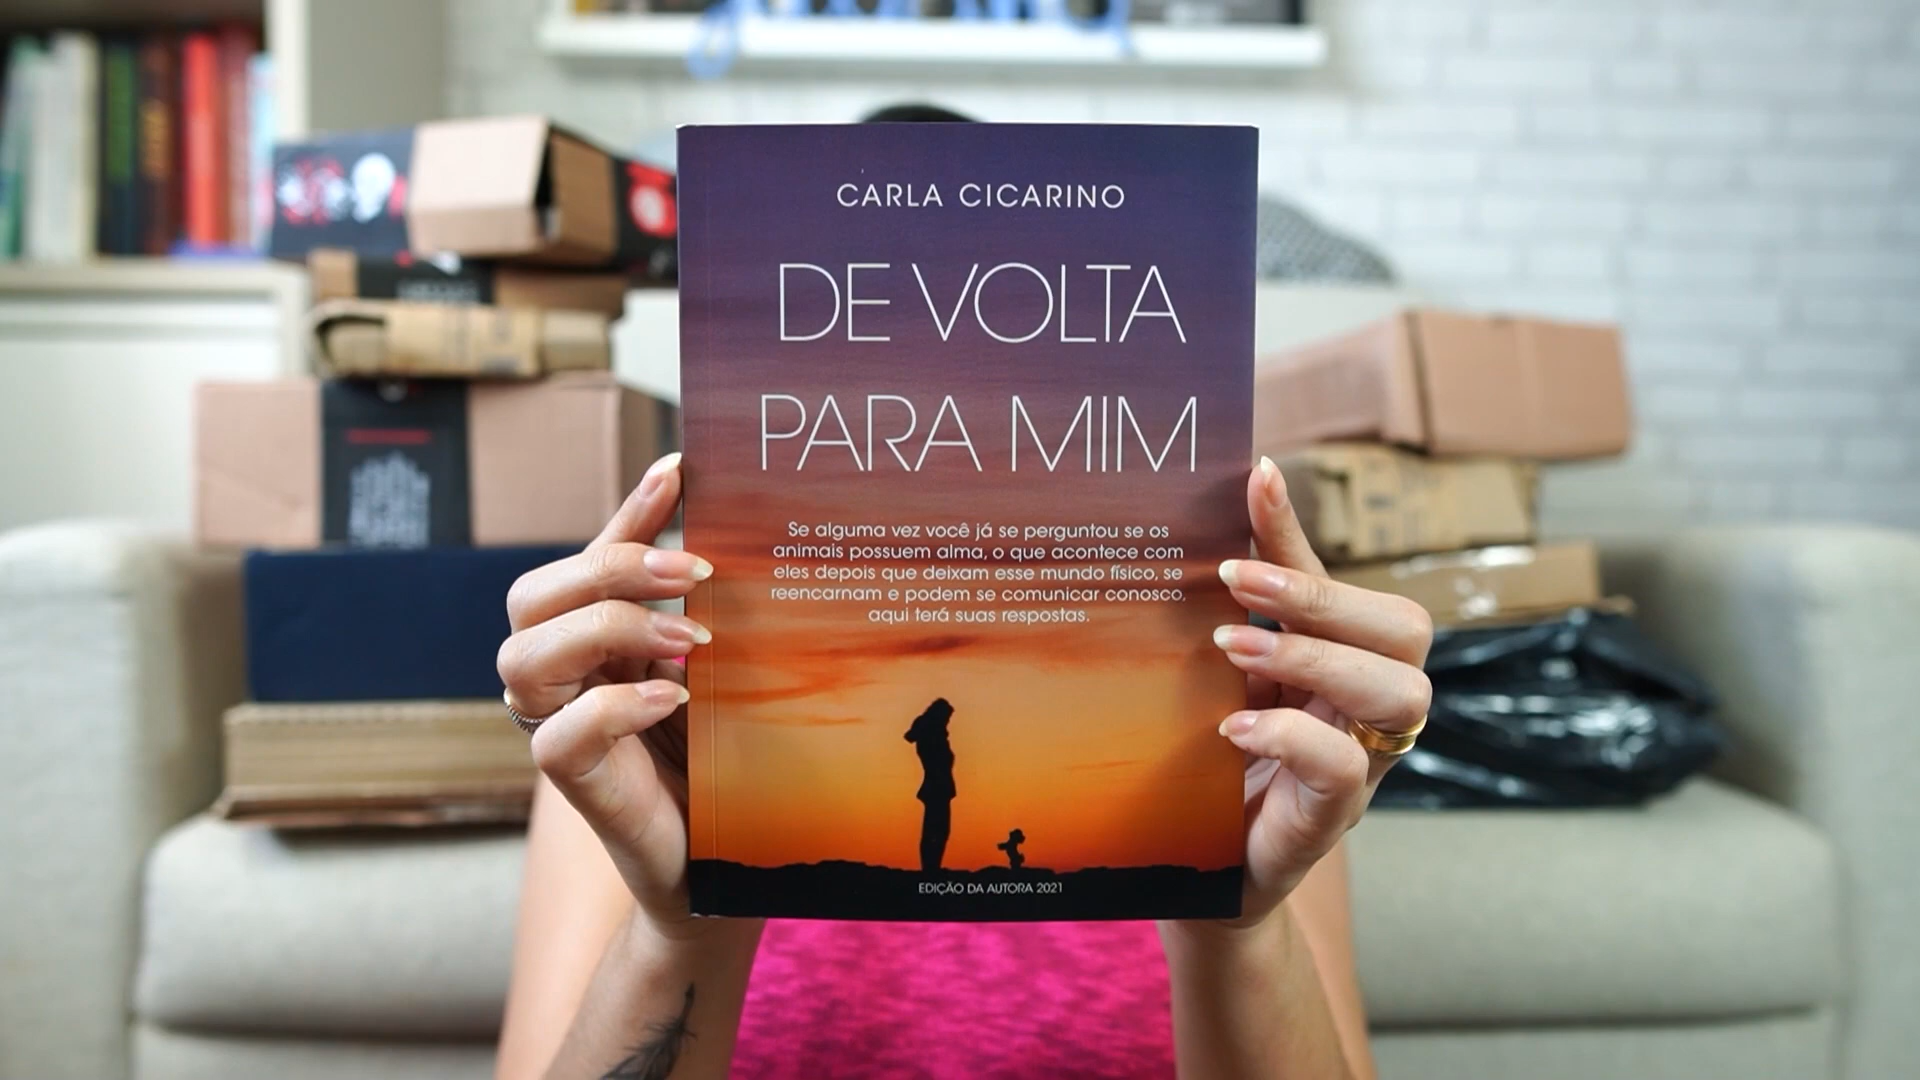 CARLA CICARINO
DE VOLTA
PARA MIM
Se alguma vez você já se perguntou se os
animais possuem alma, o que acontece com
eles depois que deixam esse mundo físico, se
reencarnam e podem se comunicar conosco,
aqui terá suas respostas.
EDIÇÃO DA AUTORA 2021